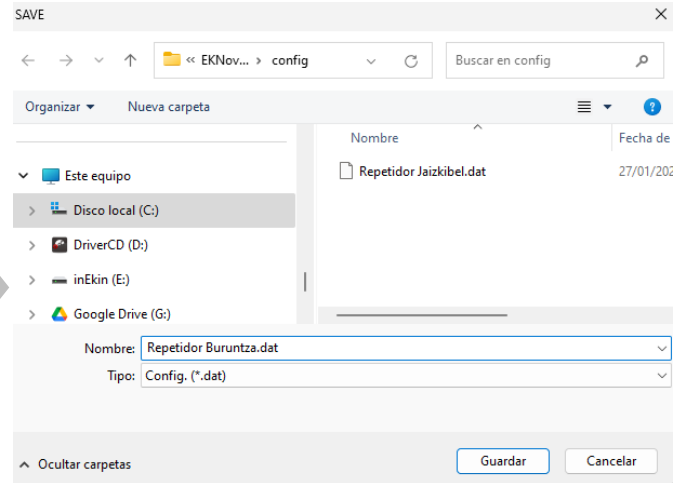 SAVE
« EKNov... › config
Buscar en config
Organizar
Nueva carpeta
Nombre
Fecha de
Este equipo
Repetidor Jaizkibel.dat
27/01/202
Disco local (C:)
DriverCD (D:)
inEkin (E:)
Google Drive (G:)
Nombre: Repetidor Buruntza.dat
Tipo: Config. (*.dat)
Ocultar carpetas
Guardar
Cancelar